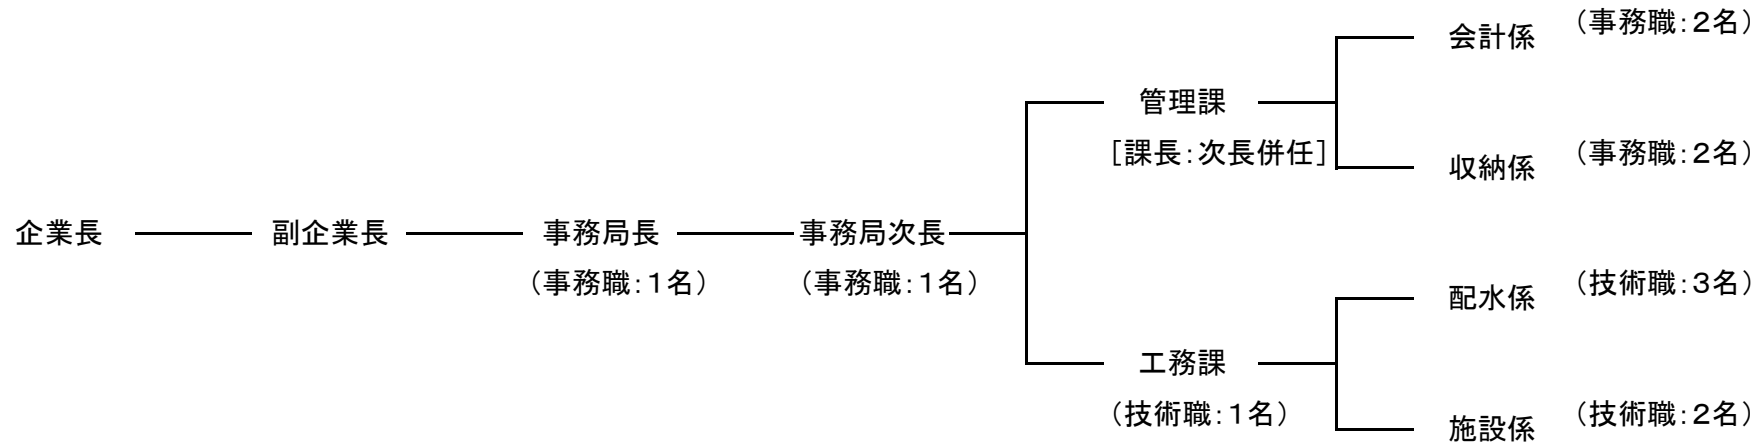 会計係 （事務職：２名）
管理課
［課長：次長併任］
収納係 （事務職：２名）
企業長 副企業長 事務局長 事務局次長
（事務職：１名） （事務職：１名）
配水係 （技術職：３名）
工務課
（技術職：１名）
施設係 （技術職：２名）